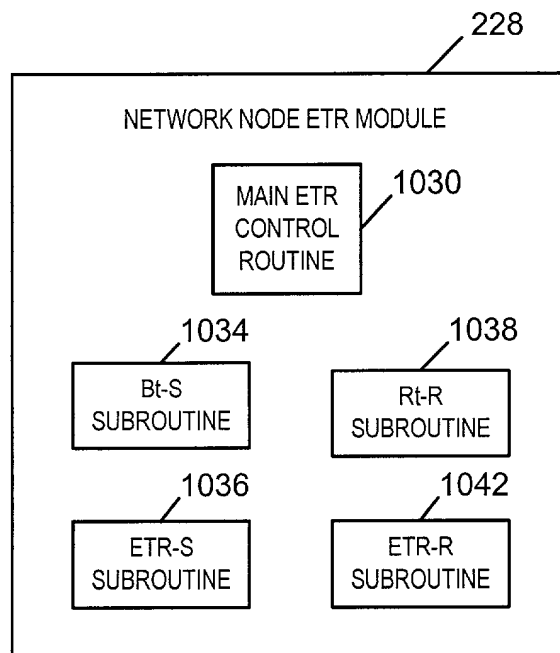 228
NETWORK NODE ETR MODULE
1030
MAIN ETR
CONTROL
ROUTINE
1034
Bt-S
SUBROUTINE
1038
Rt-R
SUBROUTINE
1036
ETR-S
SUBROUTINE
1042
ETR-R
SUBROUTINE